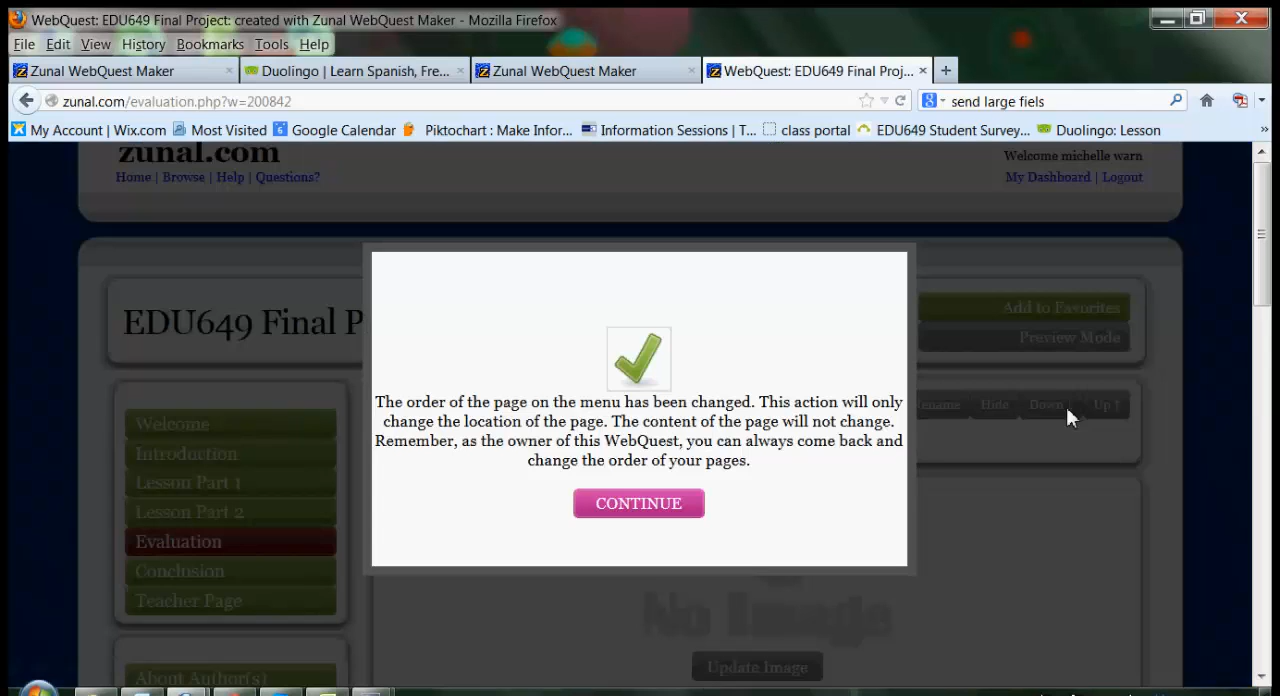 WebQuest: EDU649 Final Project: created with Zunal WebQuest Maker - Mozilla Firefox
File Edit View History Bookmarks Tools Help
Zunal WebQuest Maker × Duolingo | Learn Spanish, Fre... × Zunal WebQuest Maker × WebQuest: EDU649 Final Proj... × +
zunal.com/evaluation.php?w=200842 send large fiels
My Account | Wix.com Most Visited Google Calendar Piktochart : Make Infor... Information Sessions | T... class portal EDU649 Student Survey... Duolingo: Lesson »
zunal.com Welcome michelle warn
Home | Browse | Help | Questions? My Dashboard | Logout
EDU649 Final P
Add to Favorites
Preview Mode
Hide Down Up ↑
Welcome
Introduction
Lesson Part 1
Lesson Part 2
Evaluation
Conclusion
Teacher Page
About Author(s)
The order of the page on the menu has been changed. This action will only
change the location of the page. The content of the page will not change.
Remember, as the owner of this WebQuest, you can always come back and
change the order of your pages.
CONTINUE
No Image
Update Image